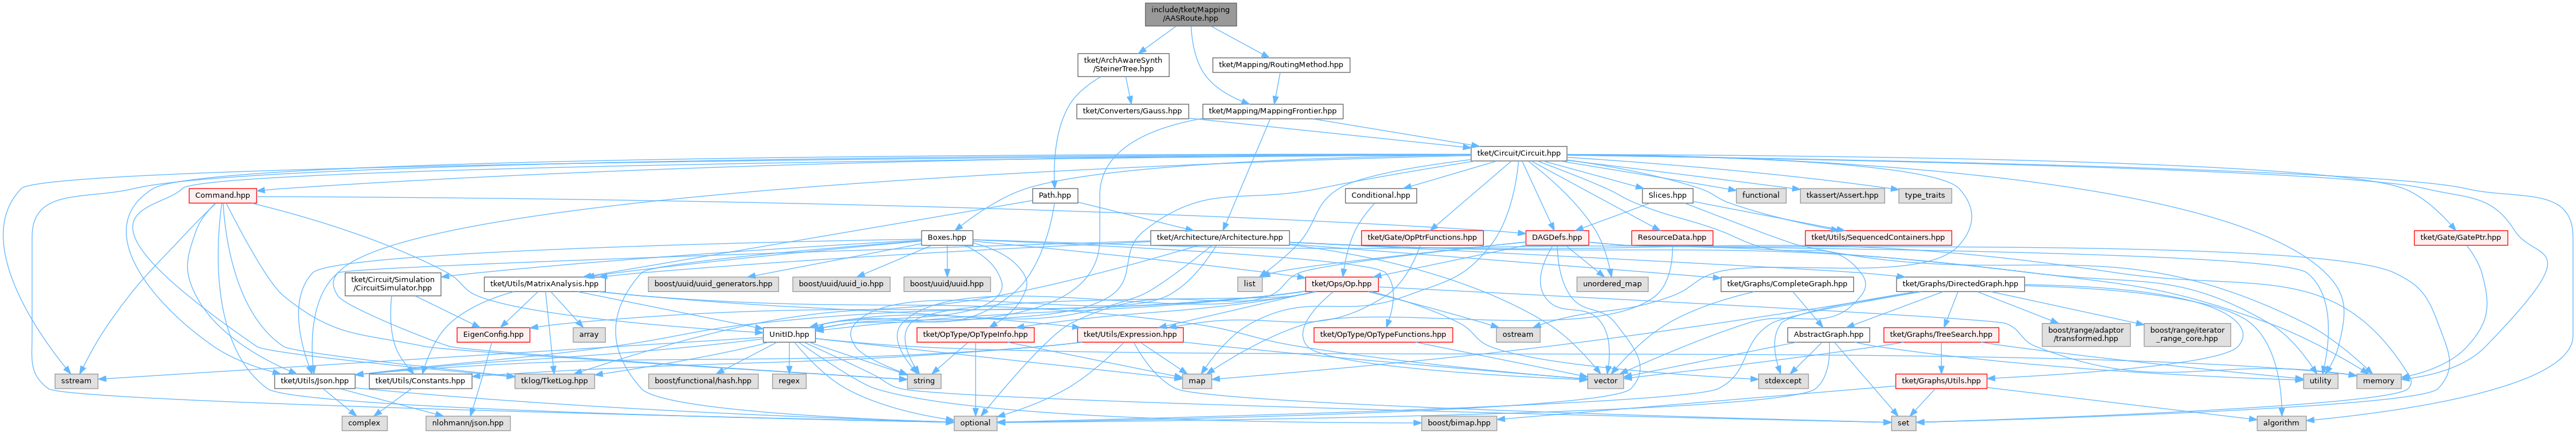 include/tket/Mapping
/AASRoute.hpp
tket/ArchAwareSynth
/SteinerTree.hpp
tket/Mapping/RoutingMethod.hpp
tket/Converters/Gauss.hpp
tket/Mapping/MappingFrontier.hpp
tket/Circuit/Circuit.hpp
Command.hpp
Path.hpp
Conditional.hpp
Slices.hpp
functional
tkassert/Assert.hpp
type_traits
Boxes.hpp
tket/Architecture/Architecture.hpp
tket/Gate/OpPtrFunctions.hpp
DAGDefs.hpp
ResourceData.hpp
tket/Utils/SequencedContainers.hpp
tket/Gate/GatePtr.hpp
tket/Circuit/Simulation
/CircuitSimulator.hpp
tket/Utils/MatrixAnalysis.hpp
boost/uuid/uuid_generators.hpp
boost/uuid/uuid_io.hpp
boost/uuid/uuid.hpp
list
tket/Ops/Op.hpp
unordered_map
tket/Graphs/CompleteGraph.hpp
tket/Graphs/DirectedGraph.hpp
EigenConfig.hpp
array
UnitID.hpp
tket/OpType/OpTypeInfo.hpp
tket/Utils/Expression.hpp
tket/OpType/OpTypeFunctions.hpp
ostream
AbstractGraph.hpp
tket/Graphs/TreeSearch.hpp
boost/range/adaptor
/transformed.hpp
boost/range/iterator
_range_core.hpp
sstream
tket/Utils/Json.hpp
tket/Utils/Constants.hpp
tklog/TketLog.hpp
boost/functional/hash.hpp
regex
string
map
vector
stdexcept
tket/Graphs/Utils.hpp
utility
memory
complex
nlohmann/json.hpp
optional
boost/bimap.hpp
set
algorithm